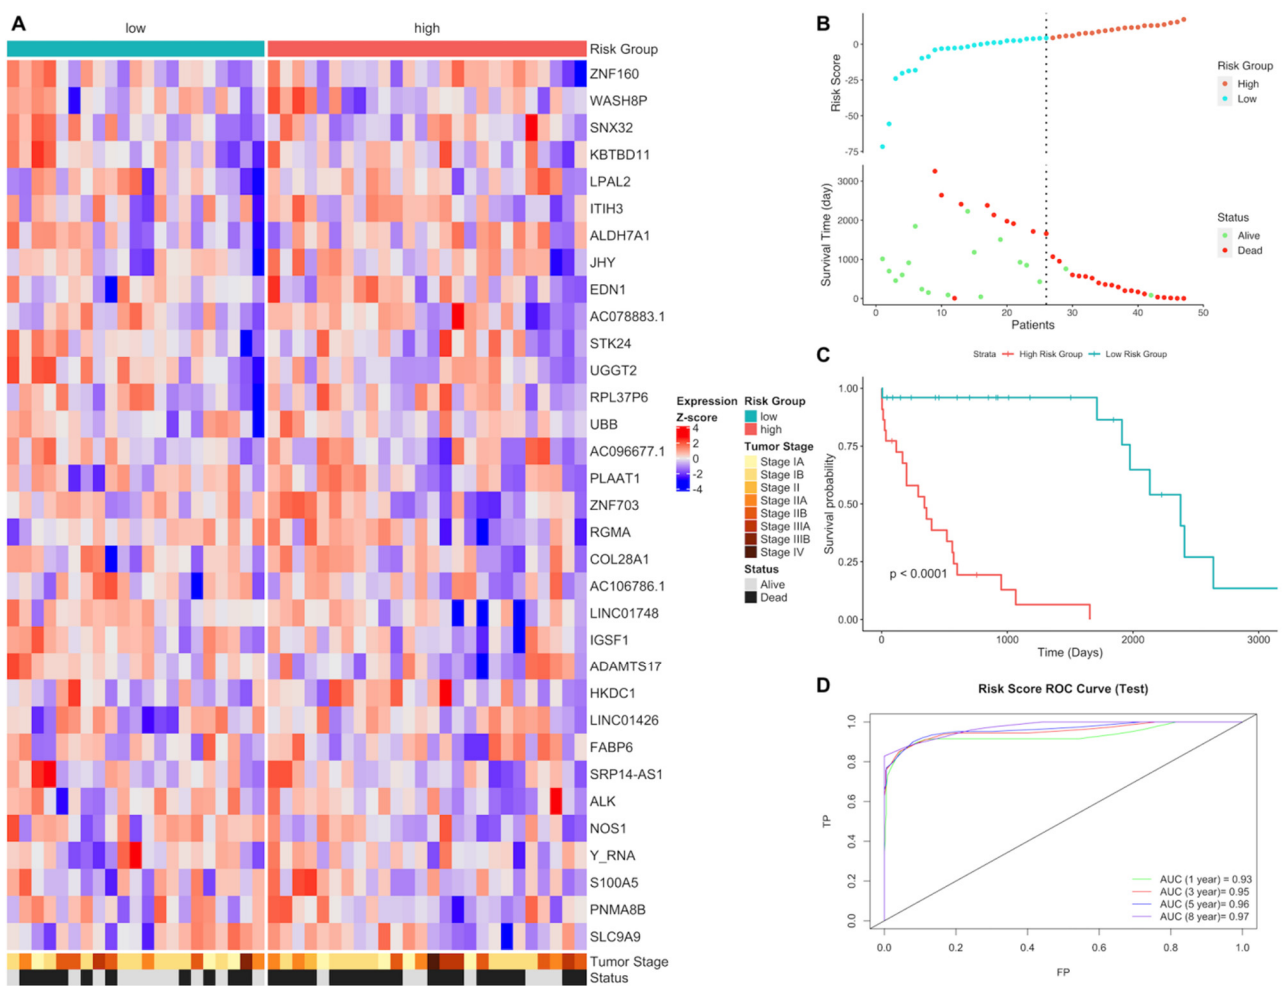 A
low
high
Risk Group
ZNF160
WASH8P
SNX32
KBTBD11
LPAL2
ITIH3
ALDH7A1
JHY
EDN1
AC078883.1
STK24
UGGT2
RPL37P6
UBB
AC096677.1
PLAAT1
ZNF703
RGMA
COL28A1
AC106786.1
LINC01748
IGSF1
ADAMTS17
HKDC1
LINC01426
FABP6
SRP14-AS1
ALK
NOS1
Y_RNA
S100A5
PNMA8B
SLC9A9
Tumor Stage
Status
Expression
Z-score
4
2
0
-2
-4
Risk Group
low
high
Tumor Stage
Stage IA
Stage IB
Stage II
Stage IIA
Stage IIB
Stage IIIA
Stage IIIB
Stage IV
Status
Alive
Dead
B
Risk Score
0
-25
-50
-75
Risk Group
High
Low
Survival Time (day)
3000
2000
1000
0
Status
Alive
Dead
0 10 20 30 40 50
Patients
C
Strata High Risk Group Low Risk Group
Survival probability
1.00
0.75
0.50
0.25
0.00
p < 0.0001
0 1000 2000 3000
Time (Days)
D
Risk Score ROC Curve (Test)
TP
1.0
0.8
0.6
0.4
0.2
0.0
AUC (1 year) = 0.93
AUC (3 year)= 0.95
AUC (5 year)= 0.96
AUC (8 year)= 0.97
0.0 0.2 0.4 0.6 0.8 1.0
FP